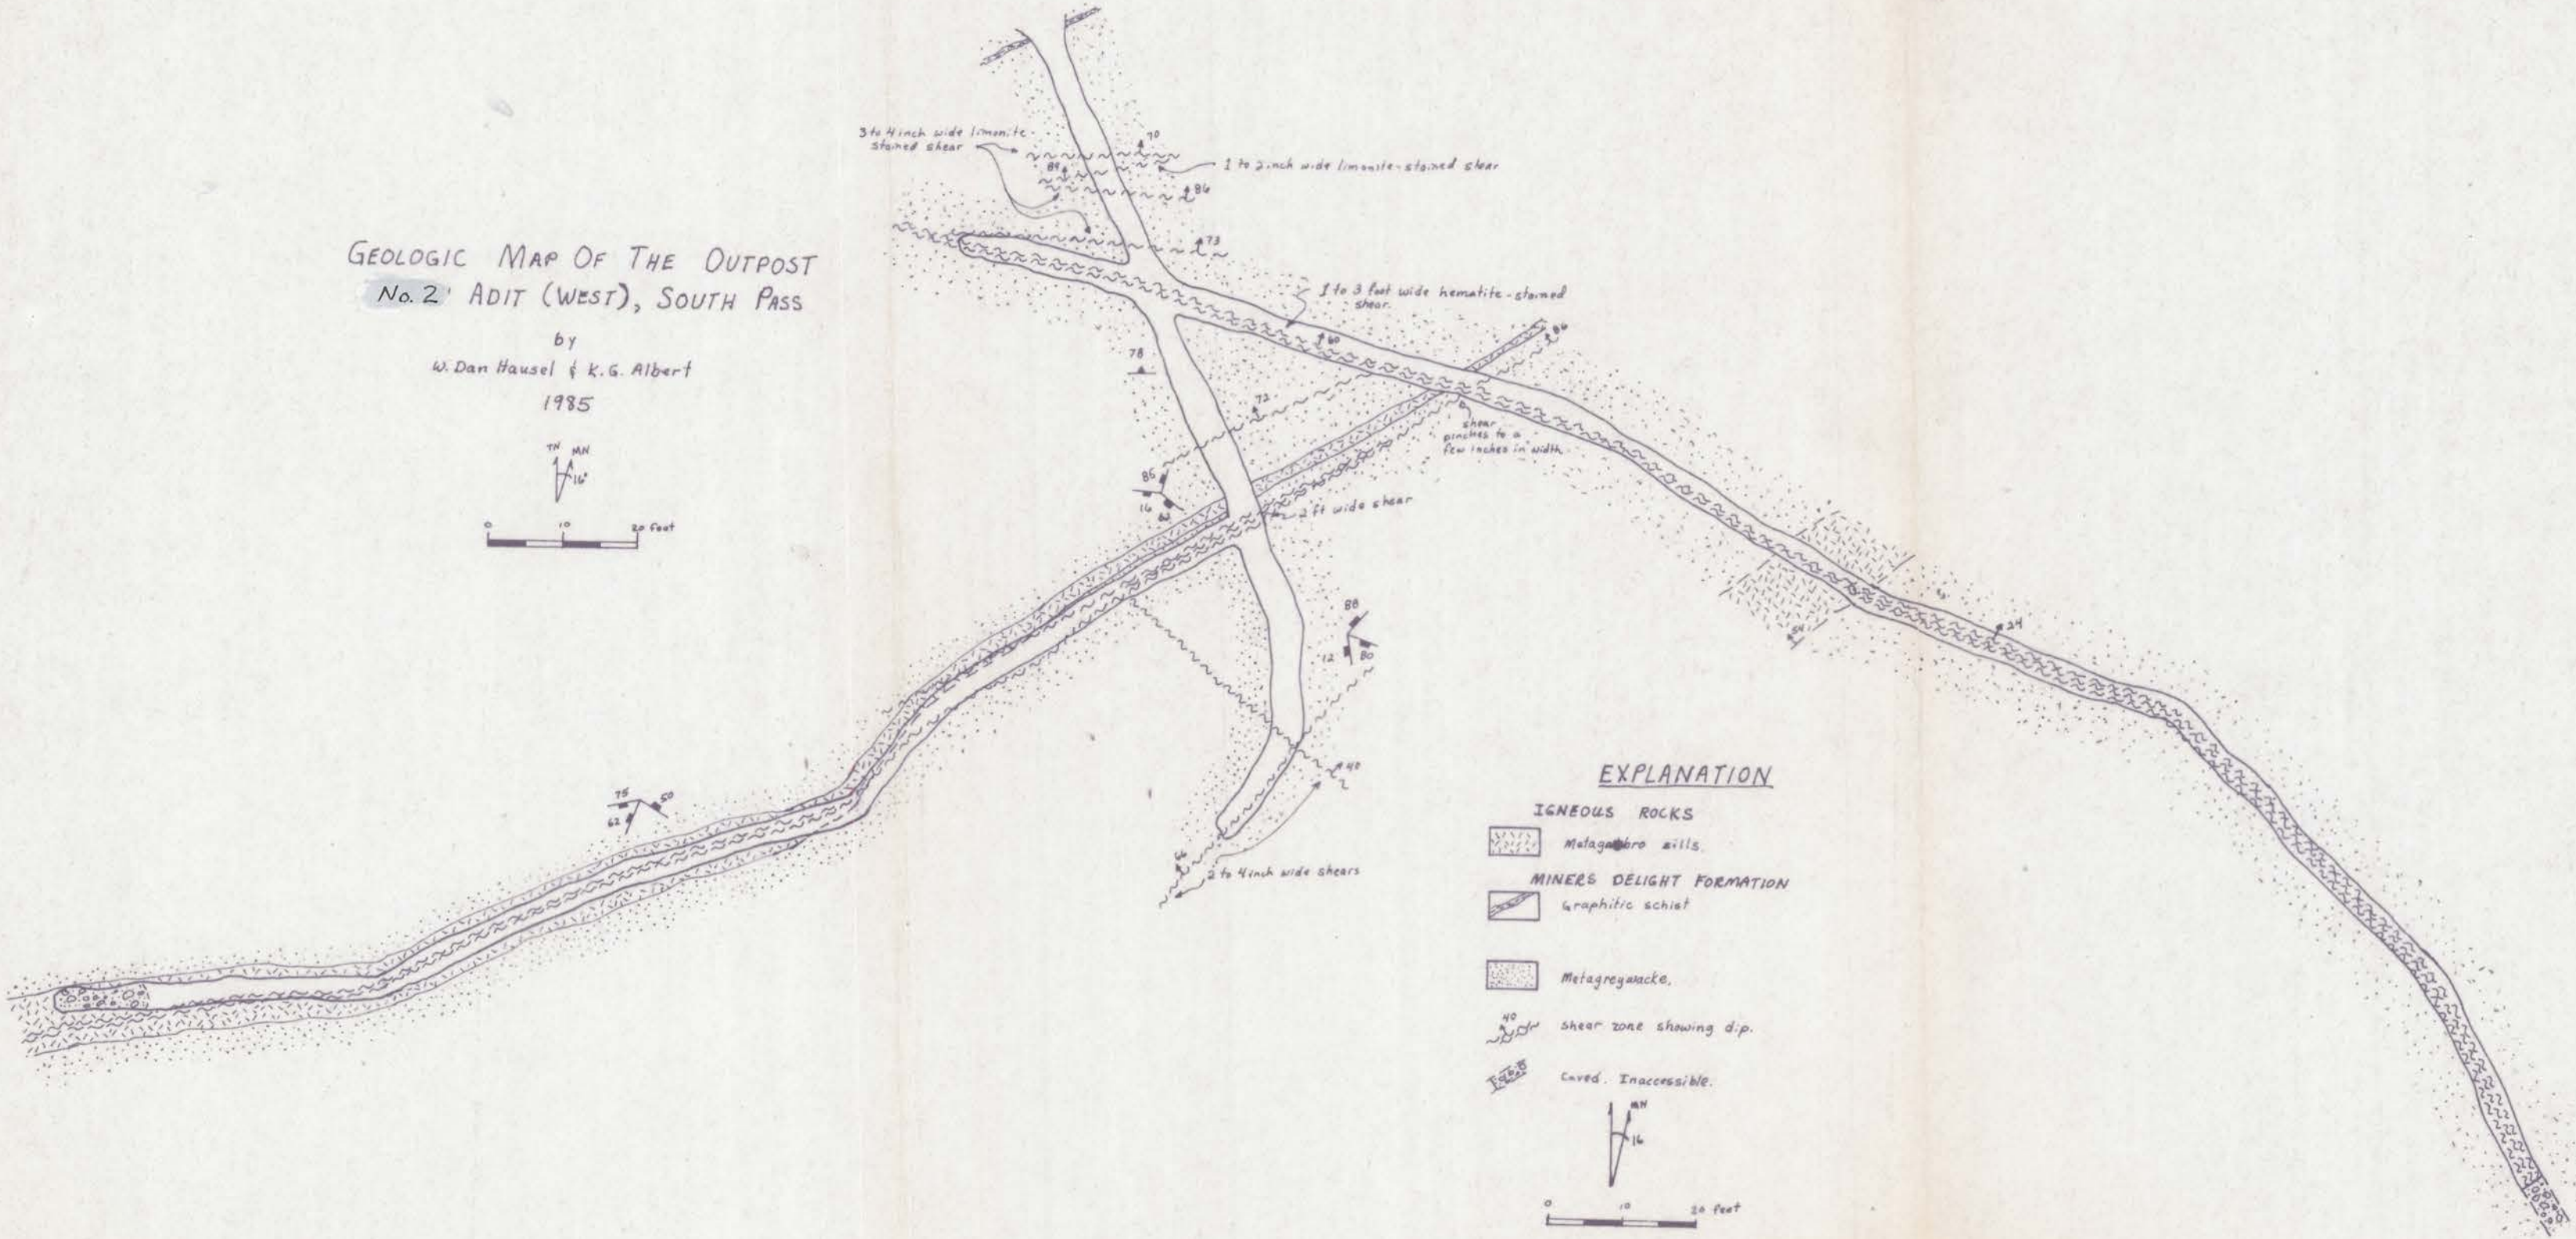 GEOLOGIC MAP OF THE OUTPOST
No. 2 ADIT (WEST), SOUTH PASS
by
W. Dan Hausel & K.G. Albert
1985
TN MN
16°
0 10 20 feet
3 to 4 inch wide limonite
stained shear
70
1 to 2 inch wide limonite-stained shear
89
86
73
1 to 3 foot wide hematite-stained
shear.
60
86
78
72
shear
pinches to a
few inches in width
85
16
2 ft wide shear
54
24
88
12 80
40
2 to 4 inch wide shears
75 50
62
EXPLANATION
IGNEOUS ROCKS
Metagabbro sills.
MINERS DELIGHT FORMATION
Graphitic schist
Metagreywacke.
40
shear zone showing dip.
Caved. Inaccessible.
MN
16
0 10 20 feet